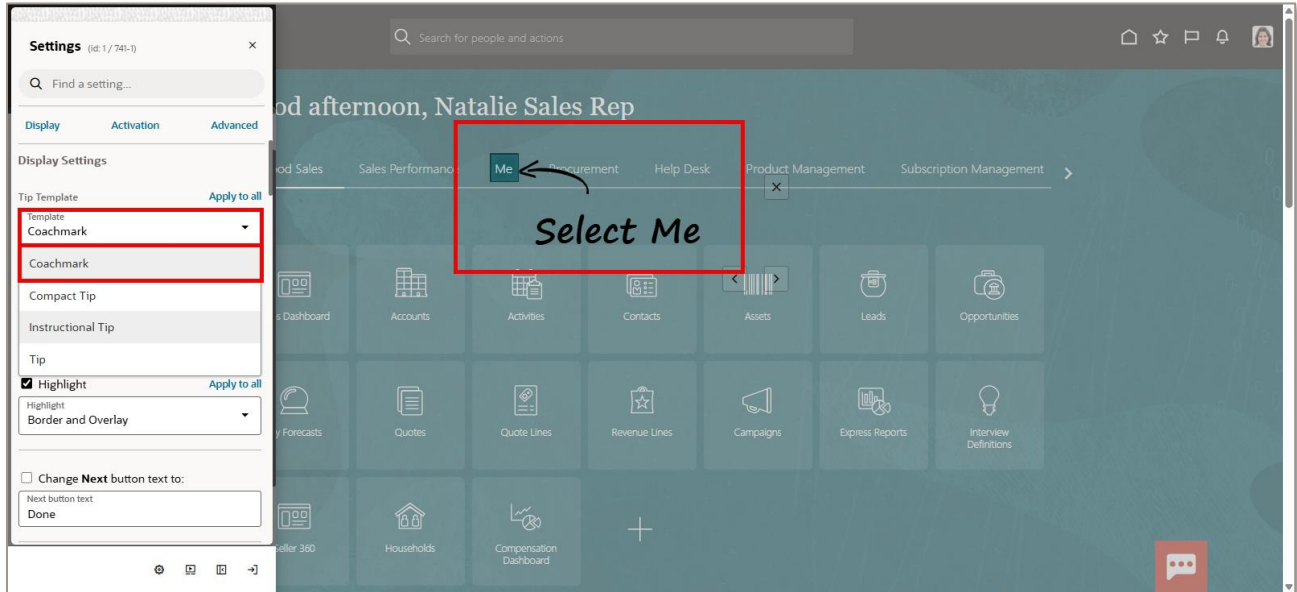 Settings (id: 1 / 741-1)
Find a setting...
Display Activation Advanced
Display Settings
Tip Template Apply to all
Template
Coachmark
Coachmark
Compact Tip
Instructional Tip
Tip
Highlight Apply to all
Highlight
Border and Overlay
Change Next button text to:
Next button text
Done
Search for people and actions
od afternoon, Natalie Sales Rep
ood Sales Sales Performance Me Procurement Help Desk Product Management Subscription Management
Select Me
s Dashboard Accounts Activities Contacts Assets Leads Opportunities
y Forecasts Quotes Quote Lines Revenue Lines Campaigns Express Reports Interview
Definitions
Seller 360 Households Compensation
Dashboard